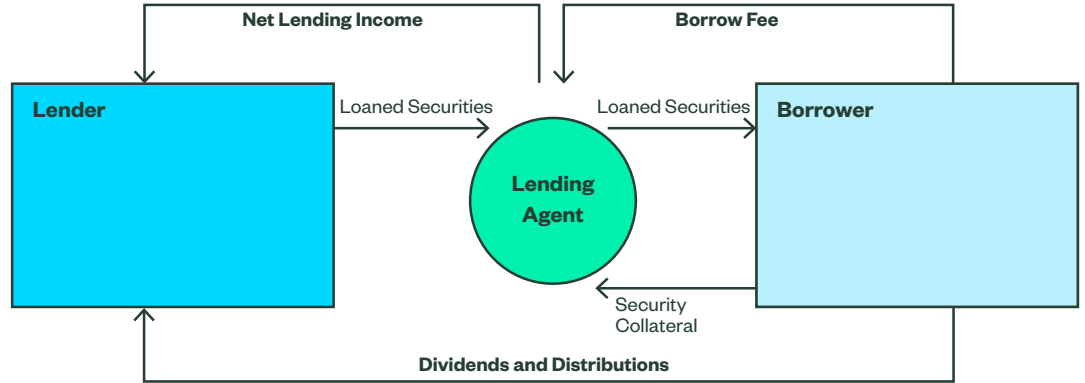 Net Lending Income
Borrow Fee
Lender
Loaned Securities
Loaned Securities
Borrower
Lending
Agent
Security
Collateral
Dividends and Distributions